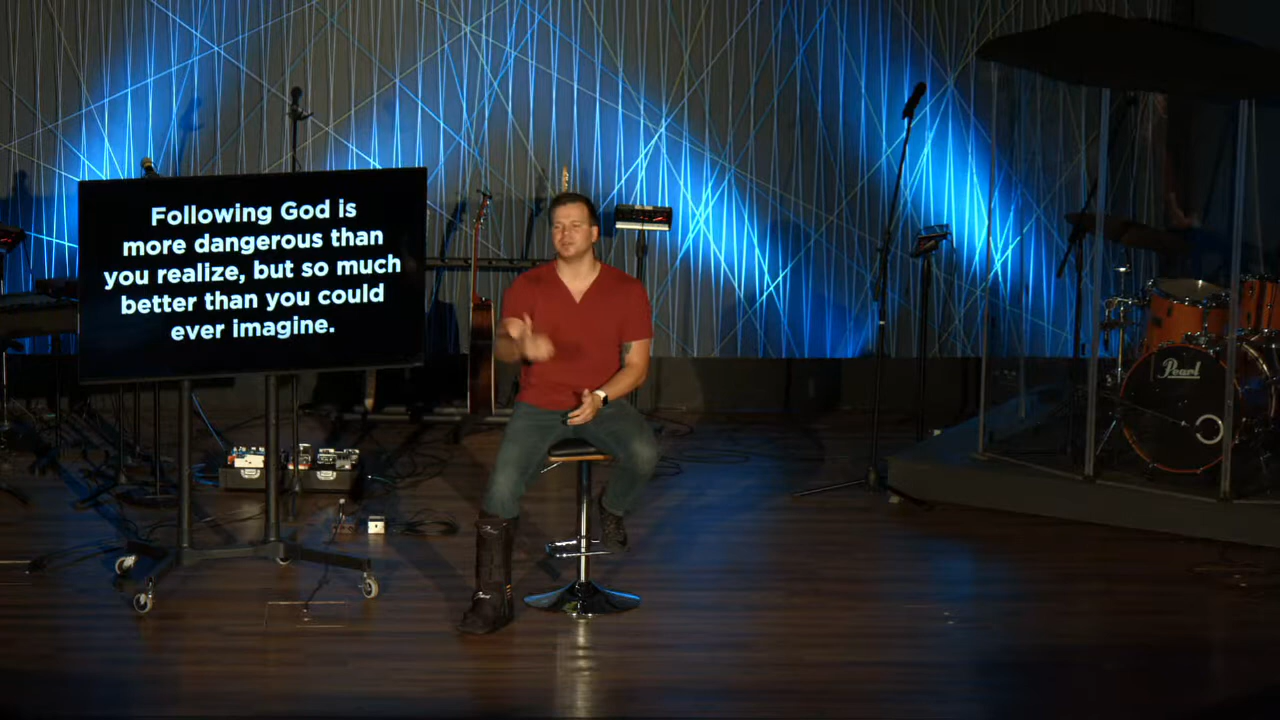 Following God is
more dangerous than
you realize, but so much
better than you could
ever imagine.
Pearl